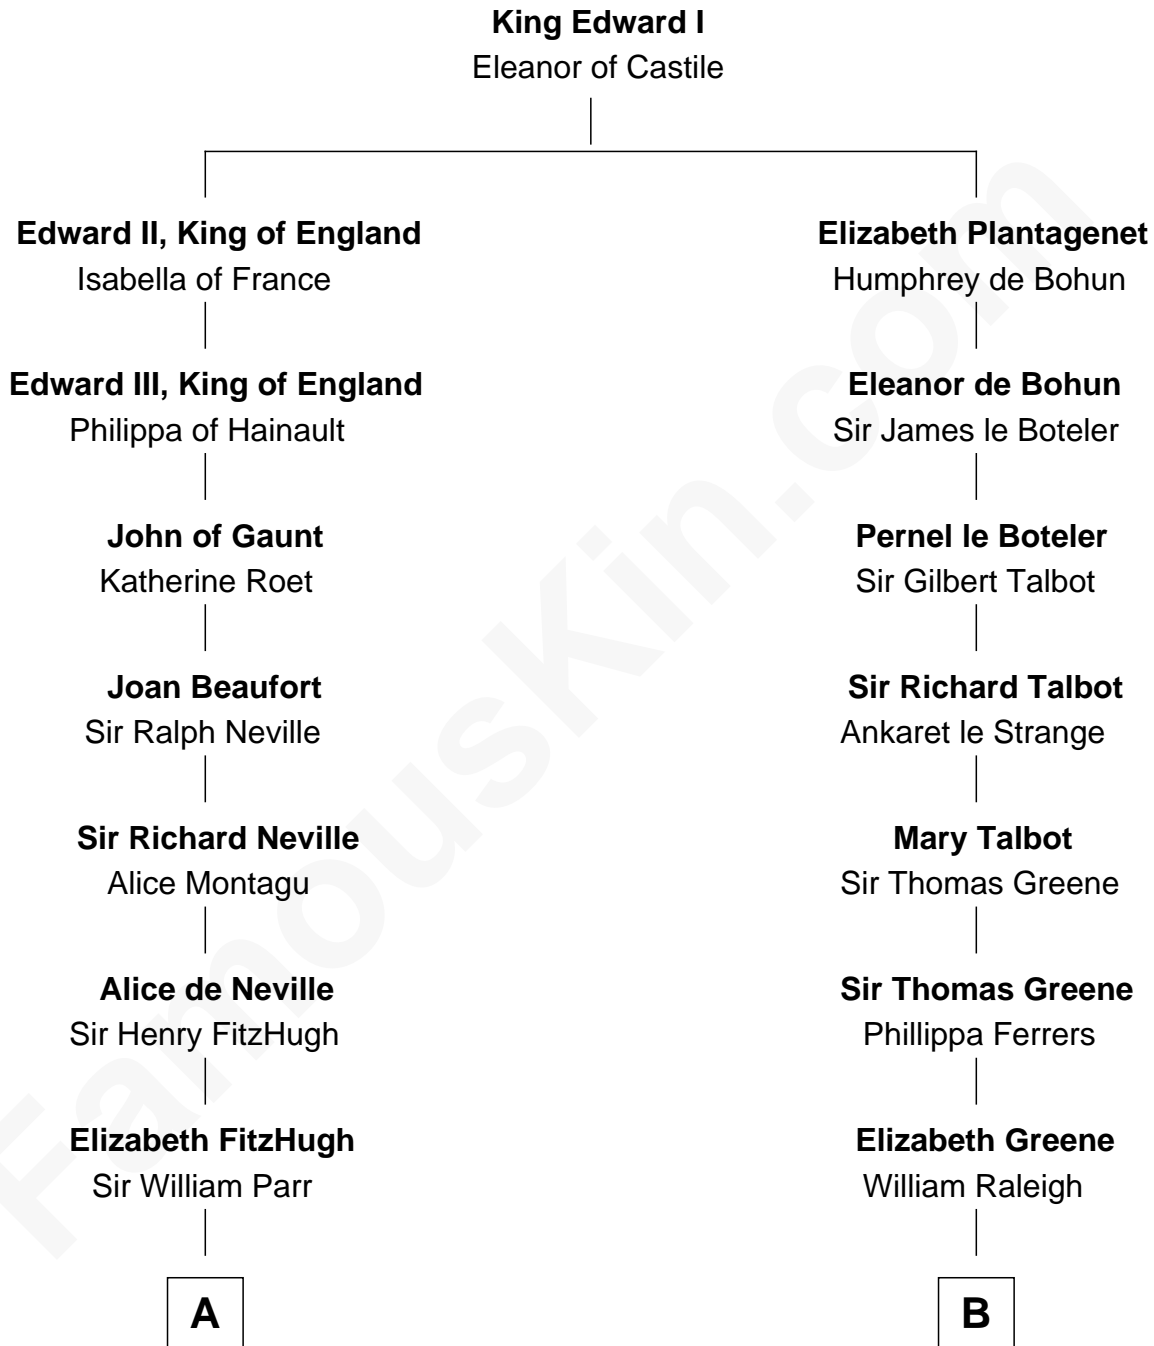 King Edward I
Eleanor of Castile
Edward II, King of England
Isabella of France
Elizabeth Plantagenet
Humphrey de Bohun
Edward III, King of England
Philippa of Hainault
Eleanor de Bohun
Sir James le Boteler
John of Gaunt
Katherine Roet
Pernel le Boteler
Sir Gilbert Talbot
Joan Beaufort
Sir Ralph Neville
Sir Richard Talbot
Ankaret le Strange
Sir Richard Neville
Alice Montagu
Mary Talbot
Sir Thomas Greene
Alice de Neville
Sir Henry FitzHugh
Sir Thomas Greene
Phillippa Ferrers
Elizabeth FitzHugh
Sir William Parr
Elizabeth Greene
William Raleigh
A
B
FamousKin.com